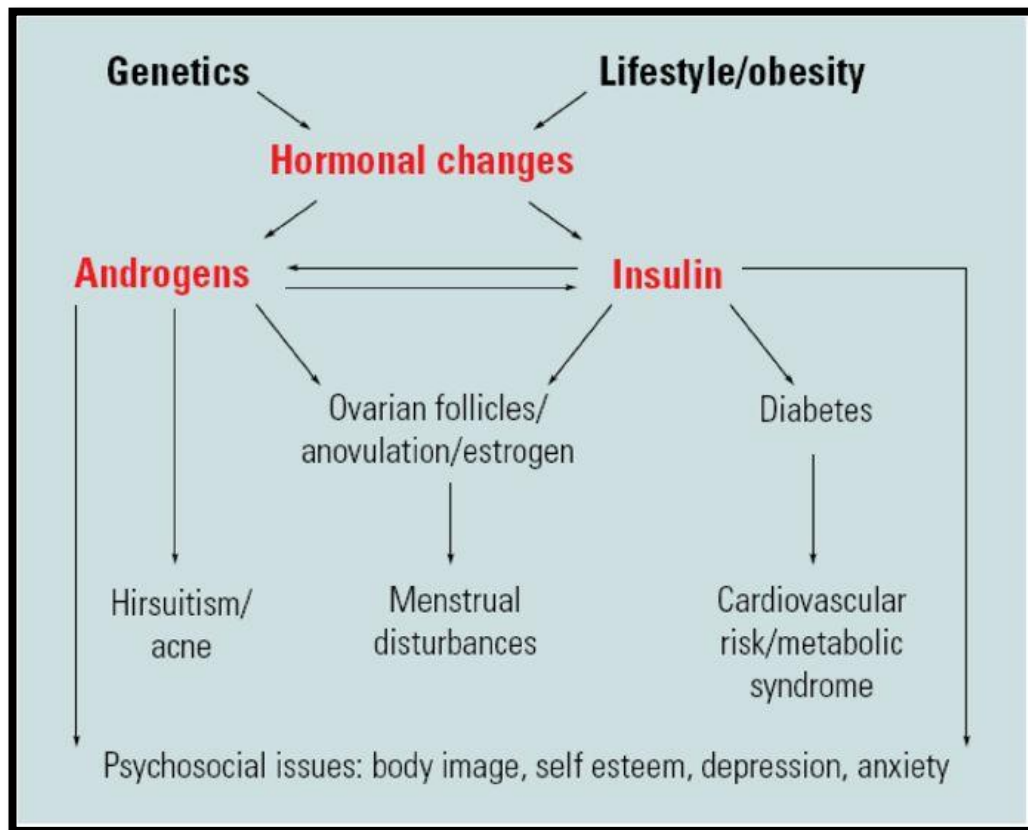 Genetics
Lifestyle/obesity
Hormonal changes
Androgens
Insulin
Ovarian follicles/
anovulation/estrogen
Diabetes
Hirsuitism/
acne
Menstrual
disturbances
Cardiovascular
risk/metabolic
syndrome
Psychosocial issues: body image, self esteem, depression, anxiety